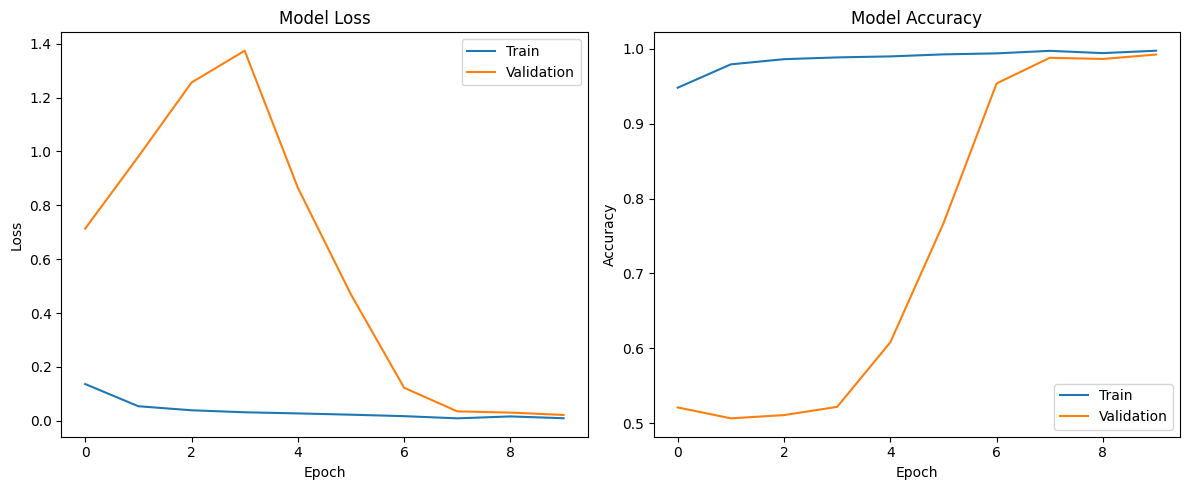 Model Loss
1.4
1.2
1.0
0.8
0.6
0.4
0.2
0.0
Loss
0 2 4 6 8
Epoch
Train
Validation
Model Accuracy
1.0
0.9
0.8
0.7
0.6
0.5
Accuracy
0 2 4 6 8
Epoch
Train
Validation